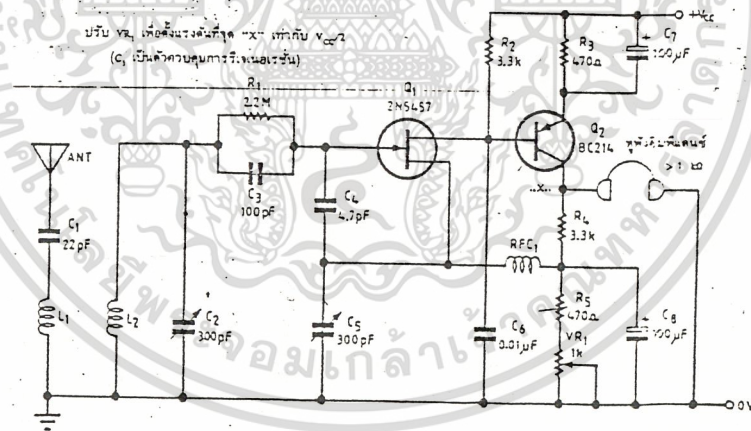 ปรับ VR₁ เพื่อตั้งแรงดันที่จุด "X" เท่ากับ Vcc/2
(C₁ เป็นตัวควบคุมการรีเจนเนอเรชั่น)
+Vcc
C₇
100μF
R₂
3.3k
R₃
470Ω
R₁
2.2M
Q₁
2N5457
Q₂
BC214
ANT
C₃
100pF
C₄
4.7pF
"X"
>1 kΩ
C₁
22pF
R₄
3.3k
RFC₁
L₁
L₂
C₂
300pF
C₅
300pF
C₆
0.01μF
R₅
470Ω
VR₁
1k
C₈
100μF
0V